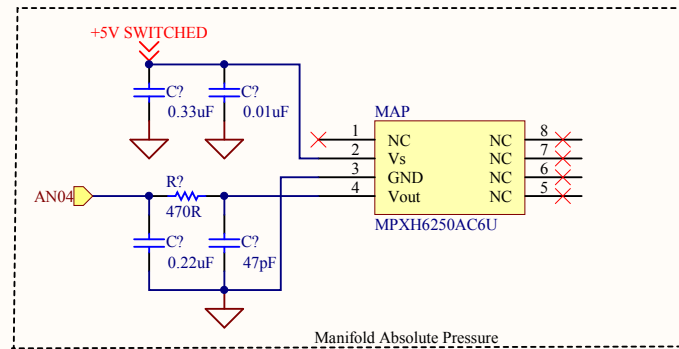 +5V SWITCHED
C? C?
0.33uF 0.01uF
MAP
1 NC NC 8
2 Vs NC 7
3 GND NC 6
4 Vout NC 5
MPXH6250AC6U
AN04
R?
470R
C? C?
0.22uF 47pF
Manifold Absolute Pressure